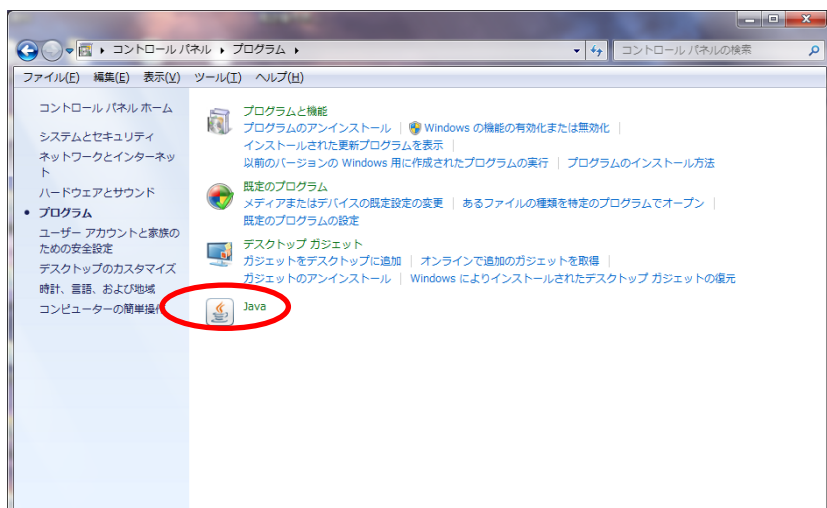 コントロール パネル ▸ プログラム ▸
コントロール パネルの検索
ファイル(F) 編集(E) 表示(V) ツール(T) ヘルプ(H)
コントロール パネル ホーム
システムとセキュリティ
ネットワークとインターネッ
ト
ハードウェアとサウンド
• プログラム
ユーザー アカウントと家族の
ための安全設定
デスクトップのカスタマイズ
時計、言語、および地域
コンピューターの簡単操作
プログラムと機能
プログラムのアンインストール | Windows の機能の有効化または無効化 |
インストールされた更新プログラムを表示 |
以前のバージョンの Windows 用に作成されたプログラムの実行 | プログラムのインストール方法
既定のプログラム
メディアまたはデバイスの既定設定の変更 | あるファイルの種類を特定のプログラムでオープン |
既定のプログラムの設定
デスクトップ ガジェット
ガジェットをデスクトップに追加 | オンラインで追加のガジェットを取得 |
ガジェットのアンインストール | Windows によりインストールされたデスクトップ ガジェットの復元
Java